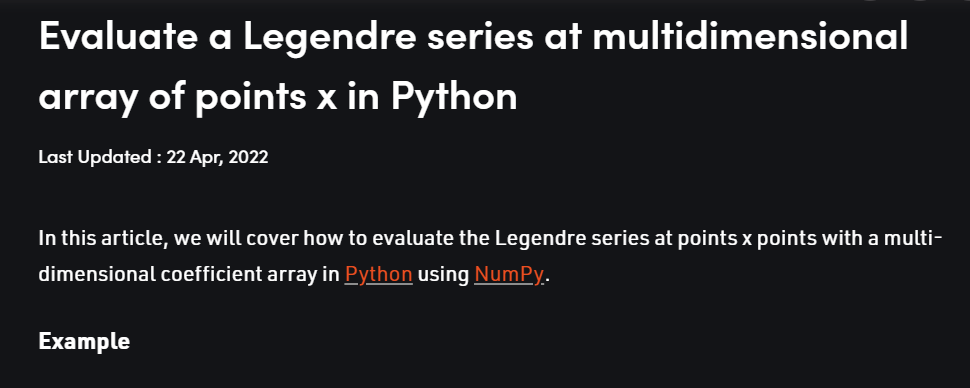 Evaluate a Legendre series at multidimensional
array of points x in Python
Last Updated : 22 Apr, 2022
In this article, we will cover how to evaluate the Legendre series at points x points with a multi-
dimensional coefficient array in Python using NumPy.
Example